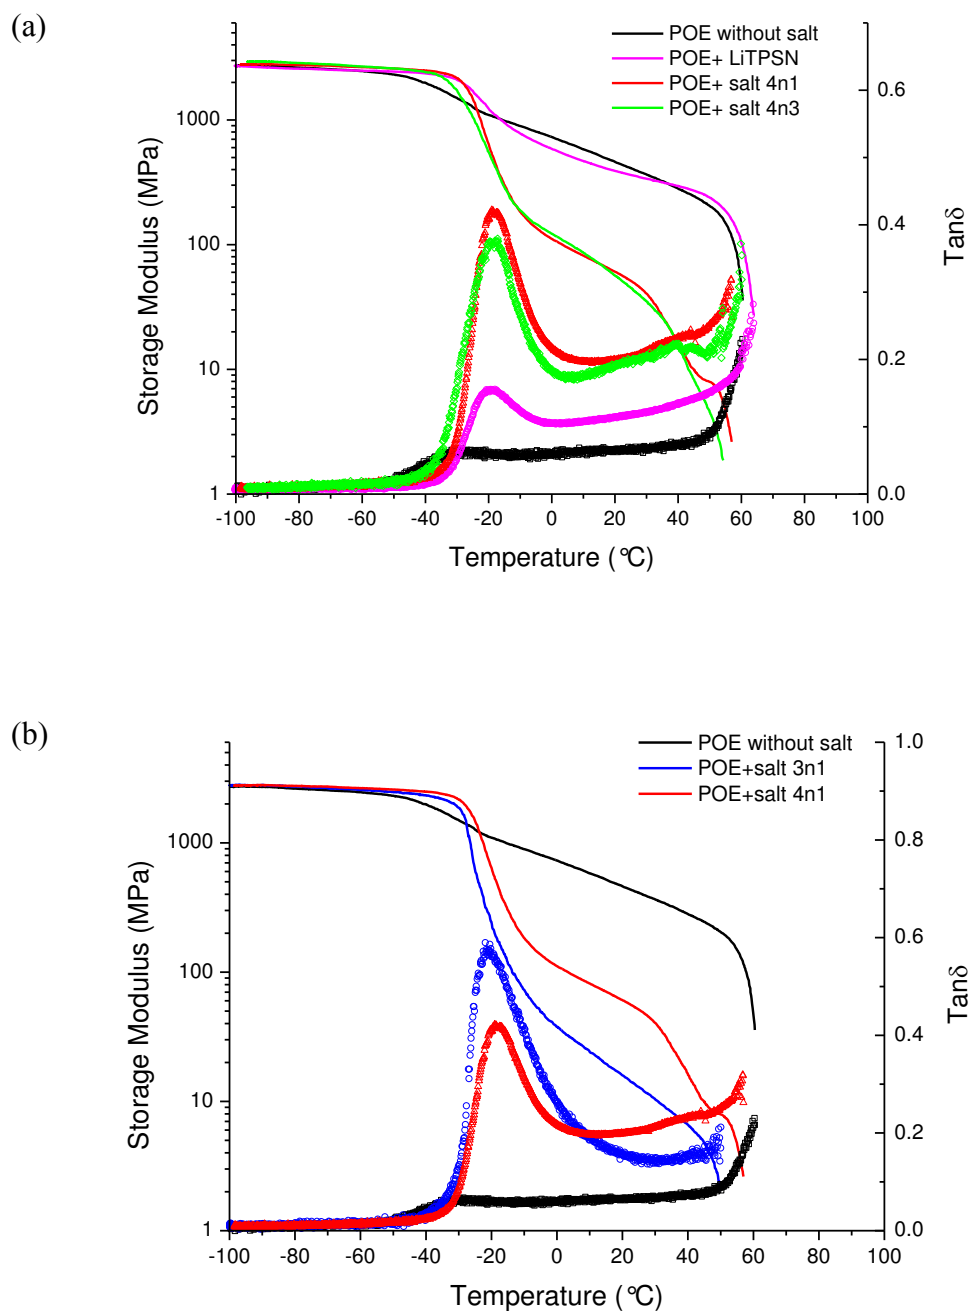 (a)
POE without salt
POE+ LiTPSN
POE+ salt 4n1
POE+ salt 4n3
Storage Modulus (MPa)
1000
100
10
1
0.6
0.4
0.2
0.0
Tanδ
-100 -80 -60 -40 -20 0 20 40 60 80 100
Temperature (°C)
(b)
POE without salt
POE+salt 3n1
POE+salt 4n1
Storage Modulus (MPa)
1000
100
10
1
1.0
0.8
0.6
0.4
0.2
0.0
Tanδ
-100 -80 -60 -40 -20 0 20 40 60 80 100
Temperature (°C)